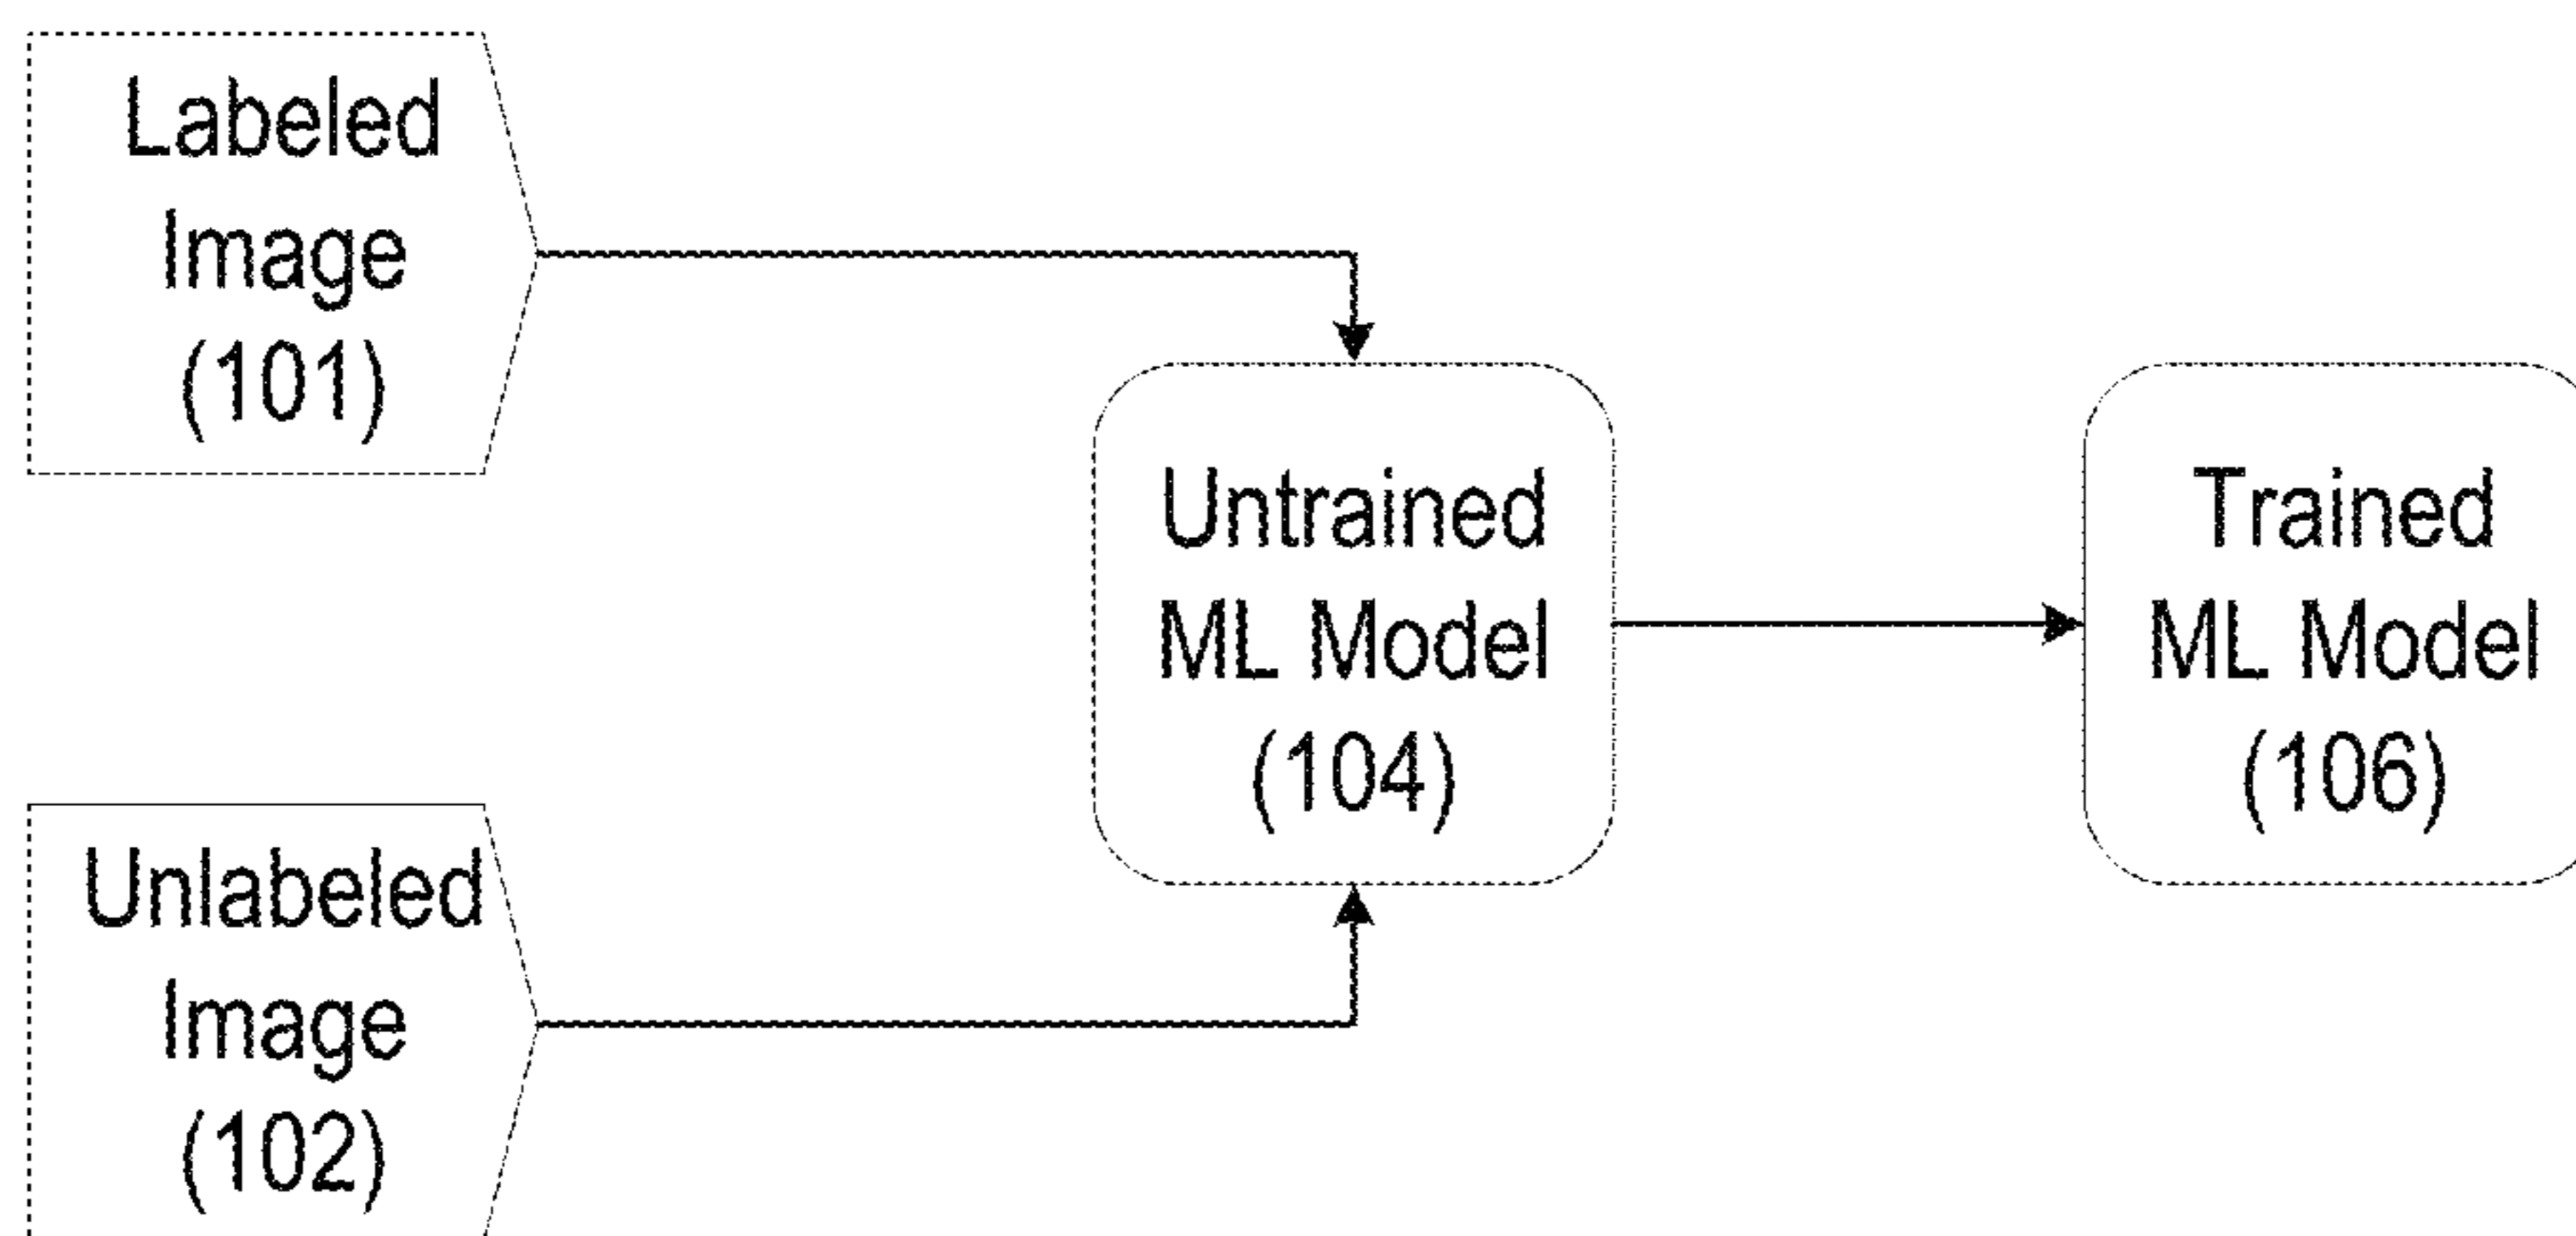 Labeled
Image
(101)
Untrained
ML Model
(104)
Trained
ML Model
(106)
Unlabeled
Image
(102)